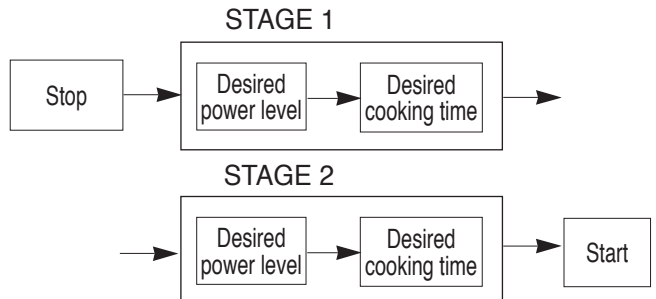 STAGE 1
Stop
Desired
power level
Desired
cooking time
STAGE 2
Desired
power level
Desired
cooking time
Start